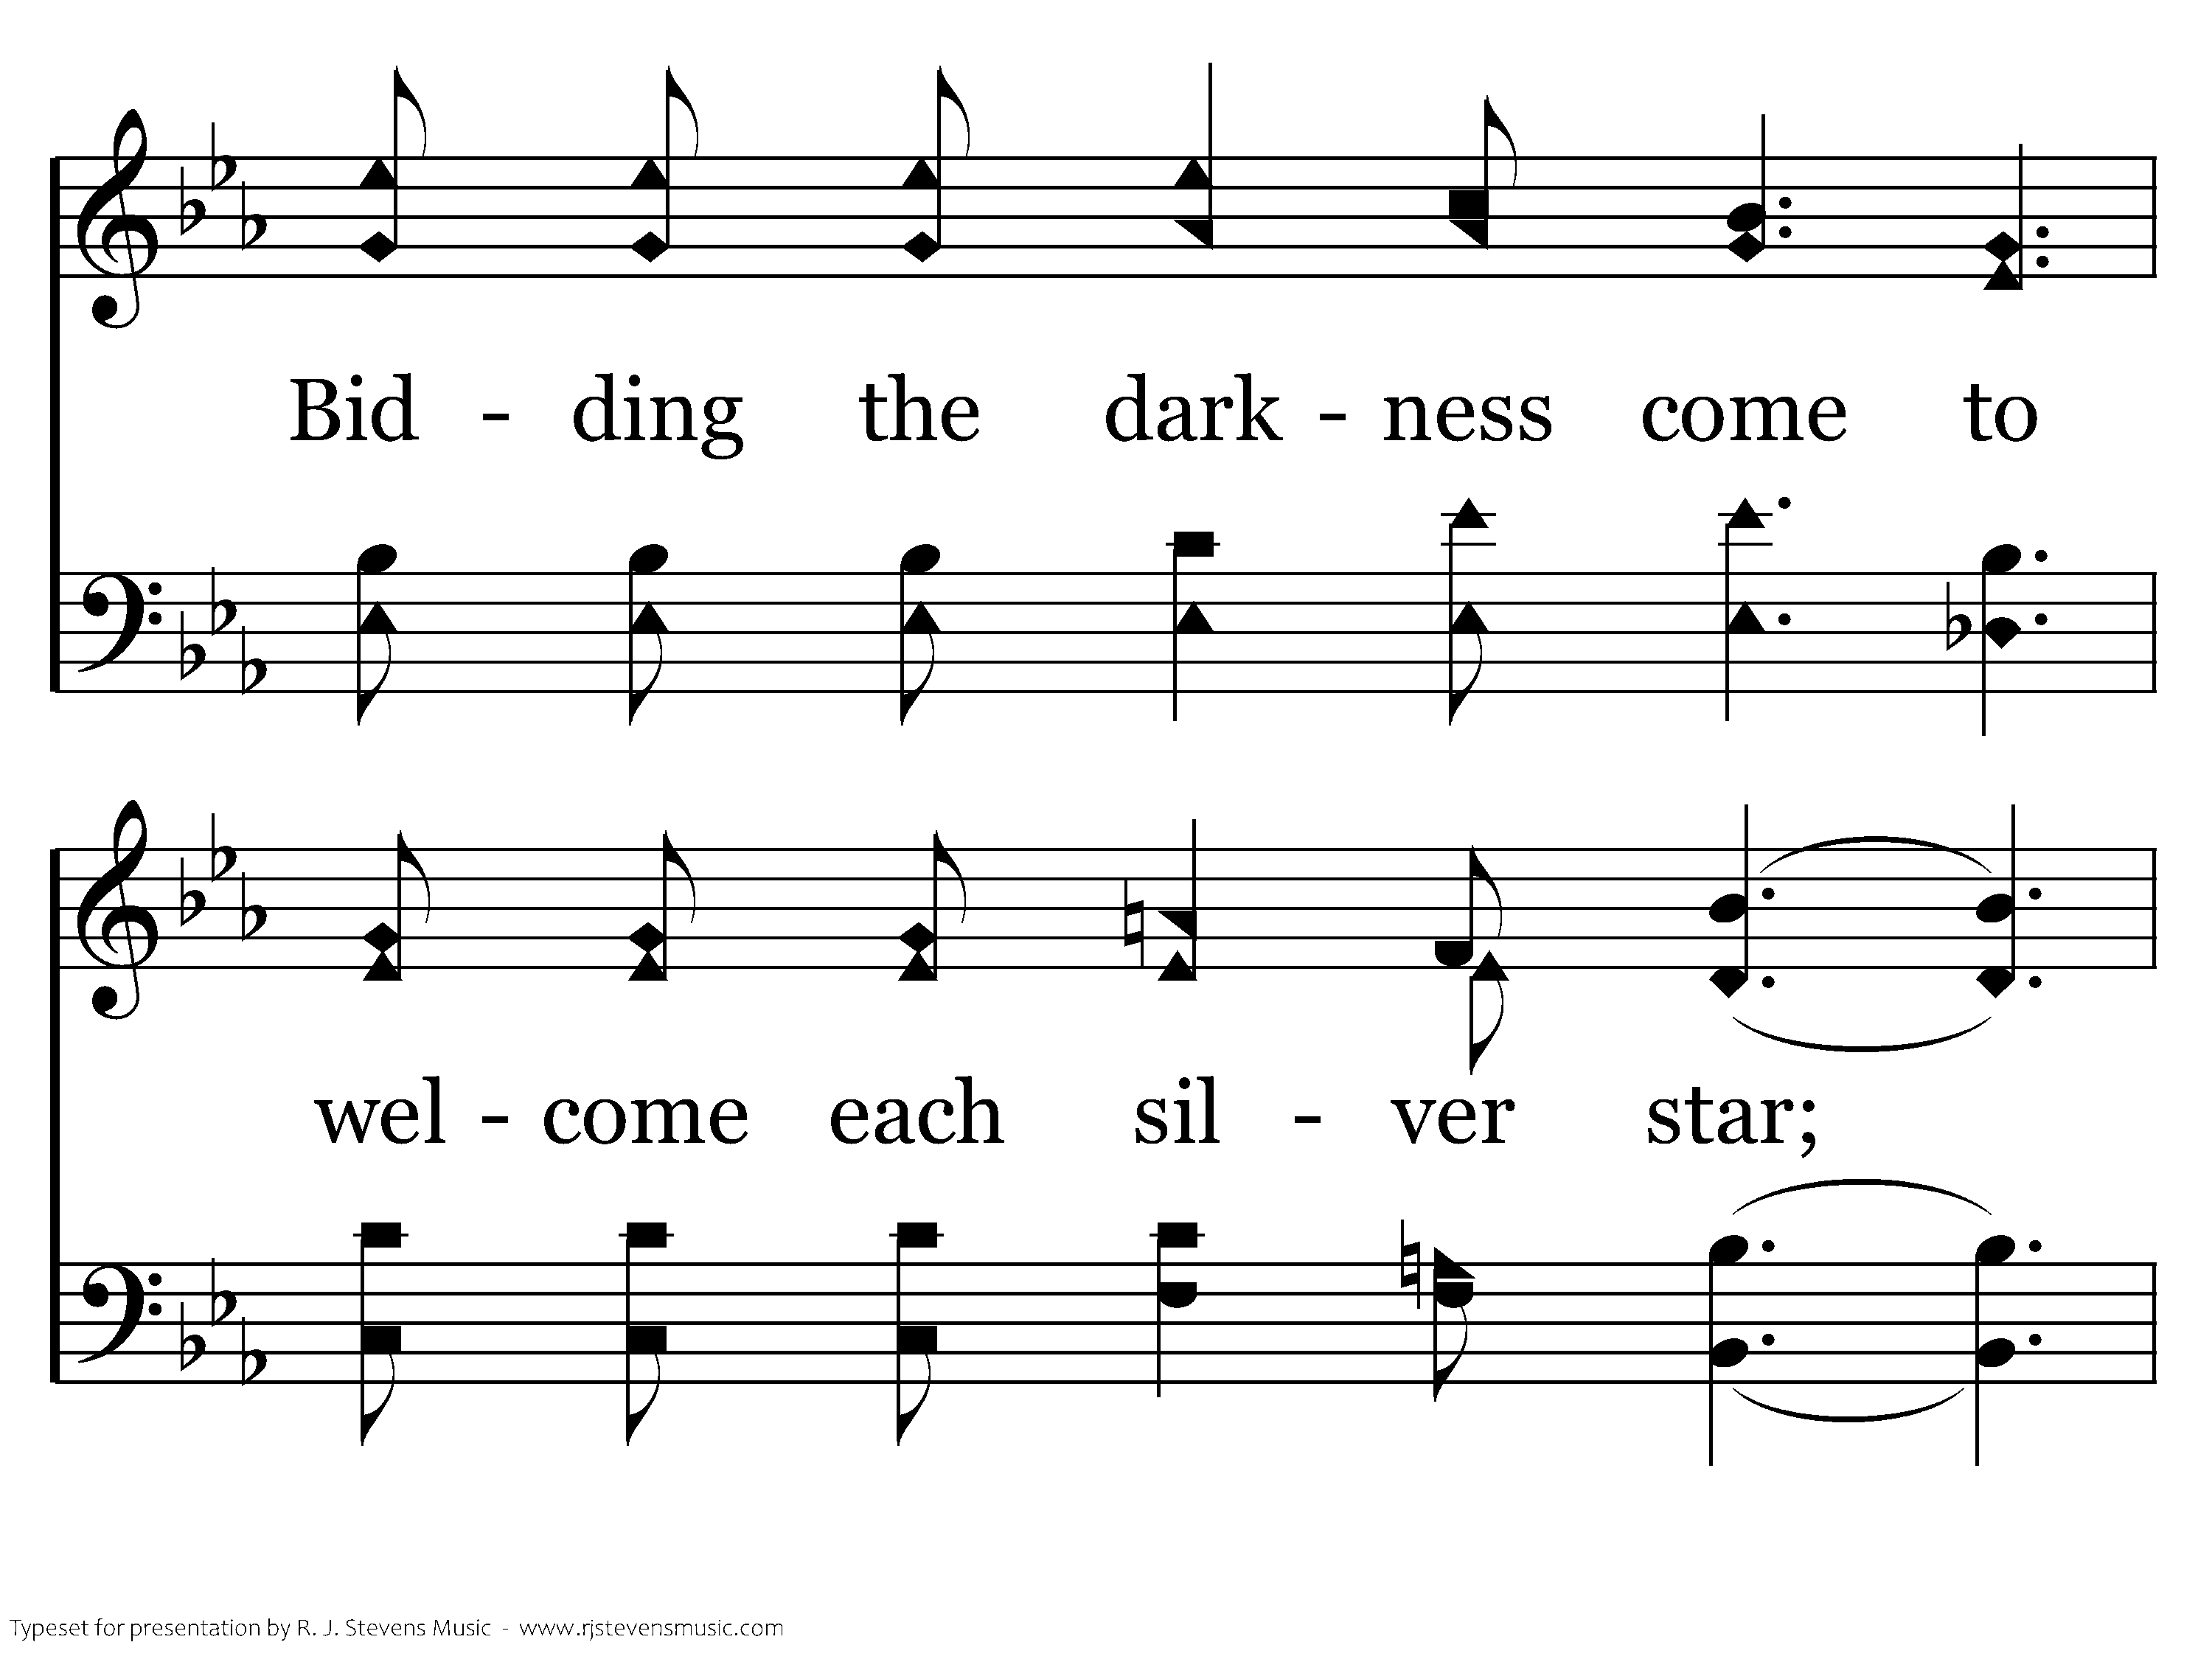 Bid - ding the dark - ness come to
wel - come each sil - ver star;
Typeset for presentation by R. J. Stevens Music - www.rjstevensmusic.com